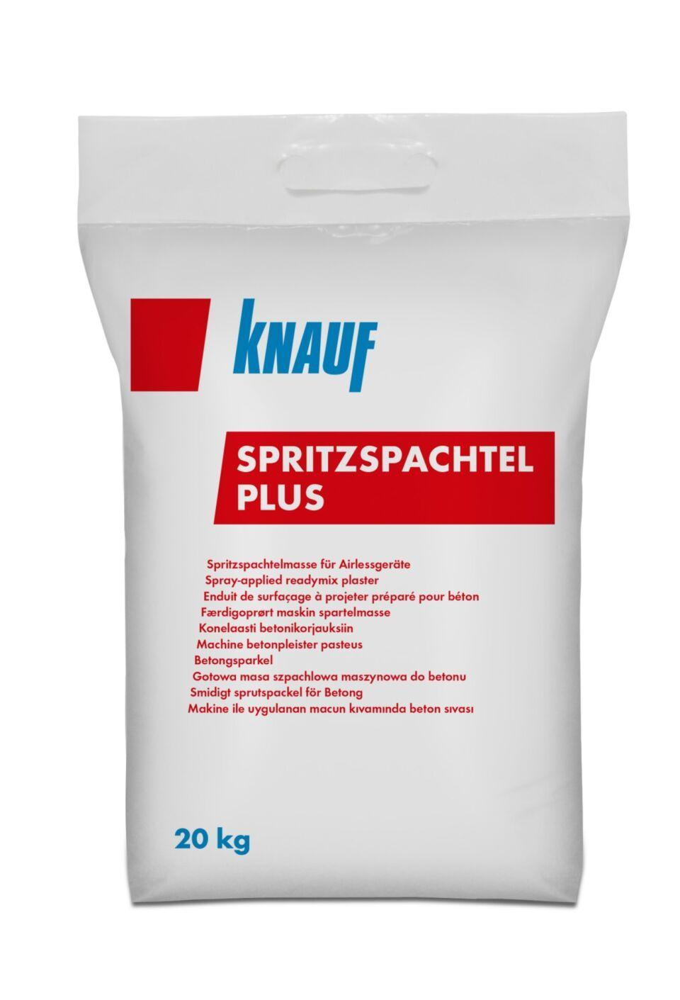 KNAUF
SPRITZSPACHTEL
PLUS
Spritzspachtelmasse für Airlessgeräte
Spray-applied readymix plaster
Enduit de surfaçage à projeter préparé pour béton
Færdigoprørt maskin spartelmasse
Konelaasti betonikorjauksiin
Machine betonpleister pasteus
Betongsparkel
Gotowa masa szpachlowa maszynowa do betonu
Smidigt sprutspackel för Betong
Makine ile uygulanan macun kıvamında beton sıvası
20 kg